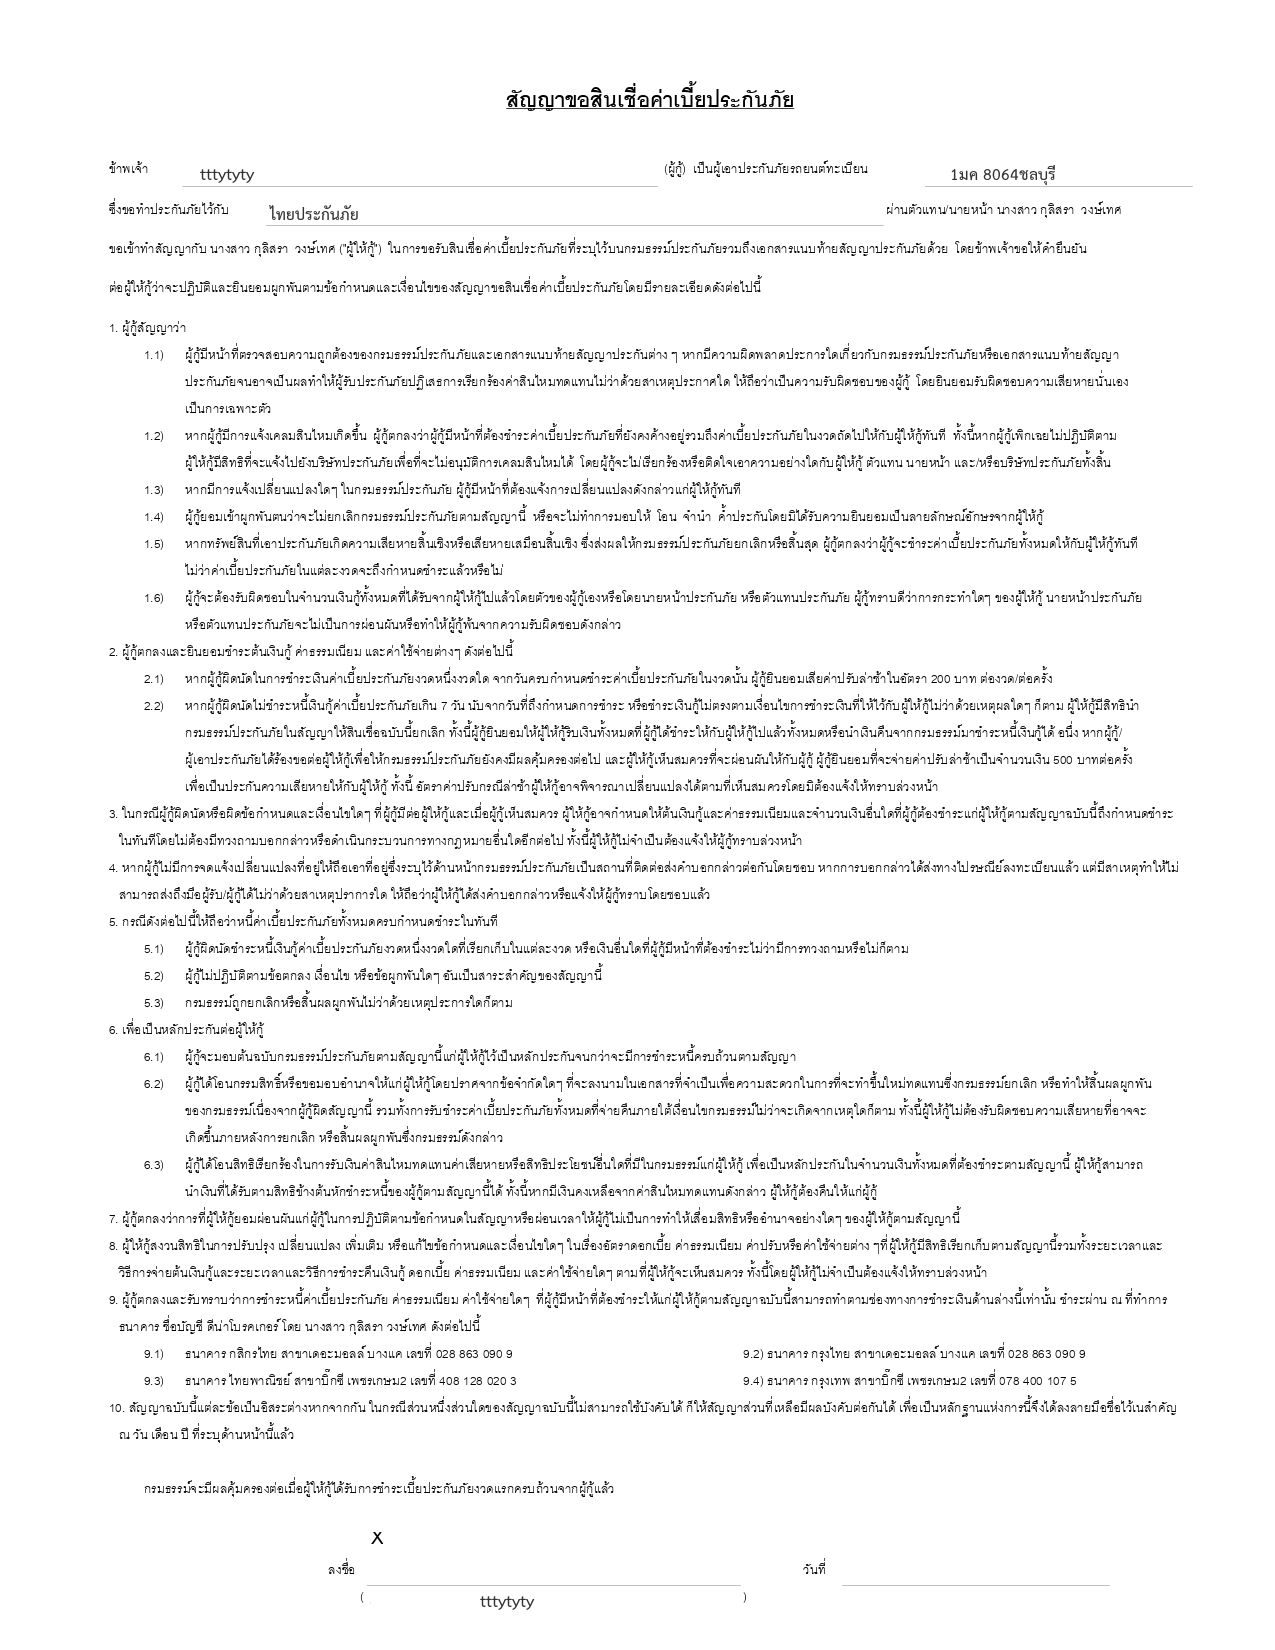 สัญญาขอสินเชื่อค่าเบี้ยประกันภัย
ข้าพเจ้า tttytyty (ผู้กู้) เป็นผู้เอาประกันภัยรถยนต์ทะเบียน 1มค 8064ชลบุรี
ซึ่งขอทำประกันภัยไว้กับ ไทยประกันภัย ผ่านตัวแทน/นายหน้า นางสาว กุลิสรา วงษ์เทศ
ขอเข้าทำสัญญากับ นางสาว กุลิสรา วงษ์เทศ ("ผู้ให้กู้") ในการขอรับสินเชื่อค่าเบี้ยประกันภัยที่ระบุไว้บนกรมธรรม์ประกันภัยรวมถึงเอกสารแนบท้ายสัญญาประกันภัยด้วย โดยข้าพเจ้าขอให้คำยืนยัน
ต่อผู้ให้กู้ว่าจะปฏิบัติและยินยอมผูกพันตามข้อกำหนดและเงื่อนไขของสัญญาขอสินเชื่อค่าเบี้ยประกันภัยโดยมีรายละเอียดดังต่อไปนี้
1. ผู้กู้สัญญาว่า
1.1) ผู้กู้มีหน้าที่ตรวจสอบความถูกต้องของกรมธรรม์ประกันภัยและเอกสารแนบท้ายสัญญาประกันต่าง ๆ หากมีความผิดพลาดประการใดเกี่ยวกับกรมธรรม์ประกันภัยหรือเอกสารแนบท้ายสัญญา
ประกันภัยจนอาจเป็นผลทำให้ผู้รับประกันภัยปฏิเสธการเรียกร้องค่าสินไหมทดแทนไม่ว่าด้วยสาเหตุประกาศใด ให้ถือว่าเป็นความรับผิดชอบของผู้กู้ โดยยินยอมรับผิดชอบความเสียหายนั่นเอง
เป็นการเฉพาะตัว
1.2) หากผู้กู้มีการแจ้งเคลมสินไหมเกิดขึ้น ผู้กู้ตกลงว่าผู้กู้มีหน้าที่ต้องชำระค่าเบี้ยประกันภัยที่ยังคงค้างอยู่รวมถึงค่าเบี้ยประกันภัยในงวดถัดไปให้กับผู้ให้กู้ทันที ทั้งนี้หากผู้กู้เพิกเฉยไม่ปฏิบัติตาม
ผู้ให้กู้มีสิทธิที่จะแจ้งไปยังบริษัทประกันภัยเพื่อที่จะไม่อนุมัติการเคลมสินไหมได้ โดยผู้กู้จะไม่เรียกร้องหรือติดใจเอาความอย่างใดกับผู้ให้กู้ ตัวแทน นายหน้า และ/หรือบริษัทประกันภัยทั้งสิ้น
1.3) หากมีการแจ้งเปลี่ยนแปลงใดๆ ในกรมธรรม์ประกันภัย ผู้กู้มีหน้าที่ต้องแจ้งการเปลี่ยนแปลงดังกล่าวแก่ผู้ให้กู้ทันที
1.4) ผู้กู้ยอมเข้าผูกพันตนว่าจะไม่ยกเลิกกรมธรรม์ประกันภัยตามสัญญานี้ หรือจะไม่ทำการมอบให้ โอน จำนำ ค้ำประกันโดยมิได้รับความยินยอมเป็นลายลักษณ์อักษรจากผู้ให้กู้
1.5) หากทรัพย์สินที่เอาประกันภัยเกิดความเสียหายสิ้นเชิงหรือเสียหายเสมือนสิ้นเชิง ซึ่งส่งผลให้กรมธรรม์ประกันภัยยกเลิกหรือสิ้นสุด ผู้กู้ตกลงว่าผู้กู้จะชำระค่าเบี้ยประกันภัยทั้งหมดให้กับผู้ให้กู้ทันที
ไม่ว่าค่าเบี้ยประกันภัยในแต่ละงวดจะถึงกำหนดชำระแล้วหรือไม่
1.6) ผู้กู้จะต้องรับผิดชอบในจำนวนเงินกู้ทั้งหมดที่ได้รับจากผู้ให้กู้ไปแล้วโดยตัวของผู้กู้เองหรือโดยนายหน้าประกันภัย หรือตัวแทนประกันภัย ผู้กู้ทราบดีว่าการกระทำใดๆ ของผู้ให้กู้ นายหน้าประกันภัย
หรือตัวแทนประกันภัยจะไม่เป็นการผ่อนผันหรือทำให้ผู้กู้พ้นจากความรับผิดชอบดังกล่าว
2. ผู้กู้ตกลงและยินยอมชำระต้นเงินกู้ ค่าธรรมเนียม และค่าใช้จ่ายต่างๆ ดังต่อไปนี้
2.1) หากผู้กู้ผิดนัดในการชำระเงินค่าเบี้ยประกันภัยงวดหนึ่งงวดใด จากวันครบกำหนดชำระค่าเบี้ยประกันภัยในงวดนั้น ผู้กู้ยินยอมเสียค่าปรับล่าช้าในอัตรา 200 บาท ต่องวด/ต่อครั้ง
2.2) หากผู้กู้ผิดนัดไม่ชำระหนี้เงินกู้ค่าเบี้ยประกันภัยเกิน 7 วัน นับจากวันที่ถึงกำหนดการชำระ หรือชำระเงินกู้ไม่ตรงตามเงื่อนไขการชำระเงินที่ให้ไว้กับผู้ให้กู้ไม่ว่าด้วยเหตุผลใดๆ ก็ตาม ผู้ให้กู้มีสิทธินำ
กรมธรรม์ประกันภัยในสัญญาให้สินเชื่อฉบับนี้ยกเลิก ทั้งนี้ผู้กู้ยินยอมให้ผู้ให้กู้ริบเงินทั้งหมดที่ผู้กู้ได้ชำระให้กับผู้ให้กู้ไปแล้วทั้งหมดหรือนำเงินคืนจากกรมธรรม์มาชำระหนี้เงินกู้ได้ อนึ่ง หากผู้กู้/
ผู้เอาประกันภัยได้ร้องขอต่อผู้ให้กู้เพื่อให้กรมธรรม์ประกันภัยยังคงมีผลคุ้มครองต่อไป และผู้ให้กู้เห็นสมควรที่จะผ่อนผันให้กับผู้กู้ ผู้กู้ยินยอมที่จะจ่ายค่าปรับล่าช้าเป็นจำนวนเงิน 500 บาทต่อครั้ง
เพื่อเป็นประกันความเสียหายให้กับผู้ให้กู้ ทั้งนี้ อัตราค่าปรับกรณีล่าช้าผู้ให้กู้อาจพิจารณาเปลี่ยนแปลงได้ตามที่เห็นสมควรโดยมิต้องแจ้งให้ทราบล่วงหน้า
3. ในกรณีผู้กู้ผิดนัดหรือผิดข้อกำหนดและเงื่อนไขใดๆ ที่ผู้กู้มีต่อผู้ให้กู้และเมื่อผู้กู้เห็นสมควร ผู้ให้กู้อาจกำหนดให้ต้นเงินกู้และค่าธรรมเนียมและจำนวนเงินอื่นใดที่ผู้กู้ต้องชำระแก่ผู้ให้กู้ตามสัญญาฉบับนี้ถึงกำหนดชำระ
ในทันทีโดยไม่ต้องมีทวงถามบอกกล่าวหรือดำเนินกระบวนการทางกฎหมายอื่นใดอีกต่อไป ทั้งนี้ผู้ให้กู้ไม่จำเป็นต้องแจ้งให้ผู้กู้ทราบล่วงหน้า
4. หากผู้กู้ไม่มีการจดแจ้งเปลี่ยนแปลงที่อยู่ให้ถือเอาที่อยู่ซึ่งระบุไว้ด้านหน้ากรมธรรม์ประกันภัยเป็นสถานที่ติดต่อส่งคำบอกกล่าวต่อกันโดยชอบ หากการบอกกล่าวได้ส่งทางไปรษณีย์ลงทะเบียนแล้ว แต่มีสาเหตุทำให้ไม่
สามารถส่งถึงมือผู้รับ/ผู้กู้ได้ไม่ว่าด้วยสาเหตุปราการใด ให้ถือว่าผู้ให้กู้ได้ส่งคำบอกกล่าวหรือแจ้งให้ผู้กู้ทราบโดยชอบแล้ว
5. กรณีดังต่อไปนี้ให้ถือว่าหนี้ค่าเบี้ยประกันภัยทั้งหมดครบกำหนดชำระในทันที
5.1) ผู้กู้ผิดนัดชำระหนี้เงินกู้ค่าเบี้ยประกันภัยงวดหนึ่งงวดใดที่เรียกเก็บในแต่ละงวด หรือเงินอื่นใดที่ผู้กู้มีหน้าที่ต้องชำระไม่ว่ามีการทวงถามหรือไม่ก็ตาม
5.2) ผู้กู้ไม่ปฏิบัติตามข้อตกลง เงื่อนไข หรือข้อผูกพันใดๆ อันเป็นสาระสำคัญของสัญญานี้
5.3) กรมธรรม์ถูกยกเลิกหรือสิ้นผลผูกพันไม่ว่าด้วยเหตุประการใดก็ตาม
6. เพื่อเป็นหลักประกันต่อผู้ให้กู้
6.1) ผู้กู้จะมอบต้นฉบับกรมธรรม์ประกันภัยตามสัญญานี้แก่ผู้ให้กู้ไว้เป็นหลักประกันจนกว่าจะมีการชำระหนี้ครบถ้วนตามสัญญา
6.2) ผู้กู้ได้โอนกรรมสิทธิ์หรือขอมอบอำนาจให้แก่ผู้ให้กู้โดยปราศจากข้อจำกัดใดๆ ที่จะลงนามในเอกสารที่จำเป็นเพื่อความสะดวกในการที่จะทำขึ้นใหม่ทดแทนซึ่งกรมธรรม์ยกเลิก หรือทำให้สิ้นผลผูกพัน
ของกรมธรรม์เนื่องจากผู้กู้ผิดสัญญานี้ รวมทั้งการรับชำระค่าเบี้ยประกันภัยทั้งหมดที่จ่ายคืนภายใต้เงื่อนไขกรมธรรม์ไม่ว่าจะเกิดจากเหตุใดก็ตาม ทั้งนี้ผู้ให้กู้ไม่ต้องรับผิดชอบความเสียหายที่อาจจะ
เกิดขึ้นภายหลังการยกเลิก หรือสิ้นผลผูกพันซึ่งกรมธรรม์ดังกล่าว
6.3) ผู้กู้ได้โอนสิทธิเรียกร้องในการรับเงินค่าสินไหมทดแทนค่าเสียหายหรือสิทธิประโยชน์อื่นใดที่มีในกรมธรรม์แก่ผู้ให้กู้ เพื่อเป็นหลักประกันในจำนวนเงินทั้งหมดที่ต้องชำระตามสัญญานี้ ผู้ให้กู้สามารถ
นำเงินที่ได้รับตามสิทธิข้างต้นหักชำระหนี้ของผู้กู้ตามสัญญานี้ได้ ทั้งนี้หากมีเงินคงเหลือจากค่าสินไหมทดแทนดังกล่าว ผู้ให้กู้ต้องคืนให้แก่ผู้กู้
7. ผู้กู้ตกลงว่าการที่ผู้ให้กู้ยอมผ่อนผันแก่ผู้กู้ในการปฏิบัติตามข้อกำหนดในสัญญาหรือผ่อนเวลาให้ผู้กู้ไม่เป็นการทำให้เสื่อมสิทธิหรืออำนาจอย่างใดๆ ของผู้ให้กู้ตามสัญญานี้
8. ผู้ให้กู้สงวนสิทธิในการปรับปรุง เปลี่ยนแปลง เพิ่มเติม หรือแก้ไขข้อกำหนดและเงื่อนไขใดๆ ในเรื่องอัตราดอกเบี้ย ค่าธรรมเนียม ค่าปรับหรือค่าใช้จ่ายต่าง ๆที่ผู้ให้กู้มีสิทธิเรียกเก็บตามสัญญานี้รวมทั้งระยะเวลาและ
วิธีการจ่ายต้นเงินกู้และระยะเวลาและวิธีการชำระคืนเงินกู้ ดอกเบี้ย ค่าธรรมเนียม และค่าใช้จ่ายใดๆ ตามที่ผู้ให้กู้จะเห็นสมควร ทั้งนี้โดยผู้ให้กู้ไม่จำเป็นต้องแจ้งให้ทราบล่วงหน้า
9. ผู้กู้ตกลงและรับทราบว่าการชำระหนี้ค่าเบี้ยประกันภัย ค่าธรรมเนียม ค่าใช้จ่ายใดๆ ที่ผู้กู้มีหน้าที่ต้องชำระให้แก่ผู้ให้กู้ตามสัญญาฉบับนี้สามารถทำตามช่องทางการชำระเงินด้านล่างนี้เท่านั้น ชำระผ่าน ณ ที่ทำการ
ธนาคาร ชื่อบัญชี ดีน่าโบรคเกอร์ โดย นางสาว กุลิสรา วงษ์เทศ ดังต่อไปนี้
9.1) ธนาคาร กสิกรไทย สาขาเดอะมอลล์ บางแค เลขที่ 028 863 090 9 9.2) ธนาคาร กรุงไทย สาขาเดอะมอลล์ บางแค เลขที่ 028 863 090 9
9.3) ธนาคาร ไทยพาณิชย์ สาขาบิ๊กซี เพชรเกษม2 เลขที่ 408 128 020 3 9.4) ธนาคาร กรุงเทพ สาขาบิ๊กซี เพชรเกษม2 เลขที่ 078 400 107 5
10. สัญญาฉบับนี้แต่ละข้อเป็นอิสระต่างหากจากกัน ในกรณีส่วนหนึ่งส่วนใดของสัญญาฉบับนี้ไม่สามารถใช้บังคับได้ ก็ให้สัญญาส่วนที่เหลือมีผลบังคับต่อกันได้ เพื่อเป็นหลักฐานแห่งการนี้จึงได้ลงลายมือชื่อไว้เนสำคัญ
ณ วัน เดือน ปี ที่ระบุด้านหน้านี้แล้ว
กรมธรรม์จะมีผลคุ้มครองต่อเมื่อผู้ให้กู้ได้รับการชำระเบี้ยประกันภัยงวดแรกครบถ้วนจากผู้กู้แล้ว
X
ลงชื่อ วันที่
( tttytyty )